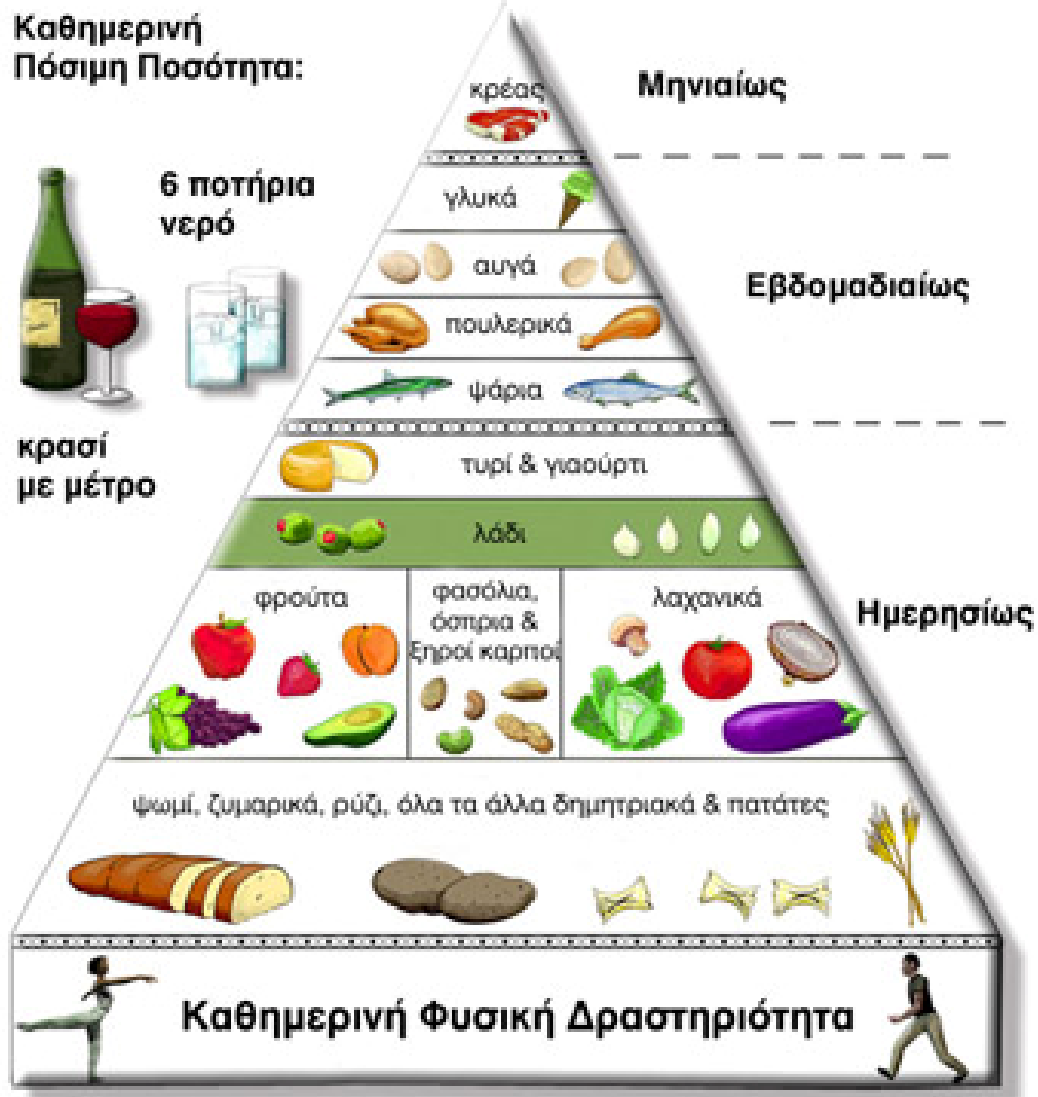 Καθημερινή
Πόσιμη Ποσότητα:
6 ποτήρια
νερό
κρασί
με μέτρο
κρέας
Μηνιαίως
γλυκά
αυγά
πουλερικά
ψάρια
Εβδομαδιαίως
τυρί & γιαούρτι
λάδι
φρούτα
φασόλια,
όσπρια &
ξηροί καρποί
λαχανικά
Ημερησίως
ψωμί, ζυμαρικά, ρύζι, όλα τα άλλα δημητριακά & πατάτες
Καθημερινή Φυσική Δραστηριότητα